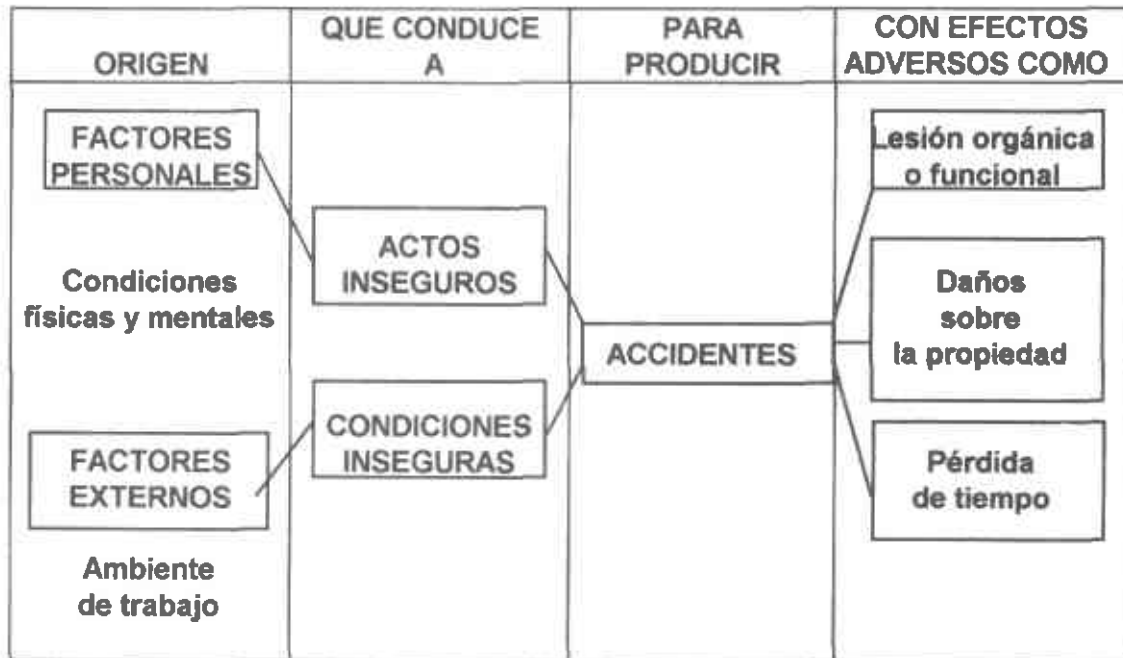 ORIGEN
QUE CONDUCE
A
PARA
PRODUCIR
CON EFECTOS
ADVERSOS COMO
FACTORES
PERSONALES
Condiciones
físicas y mentales
FACTORES
EXTERNOS
Ambiente
de trabajo
ACTOS
INSEGUROS
CONDICIONES
INSEGURAS
ACCIDENTES
Lesión orgánica
o funcional
Daños
sobre
la propiedad
Pérdida
de tiempo